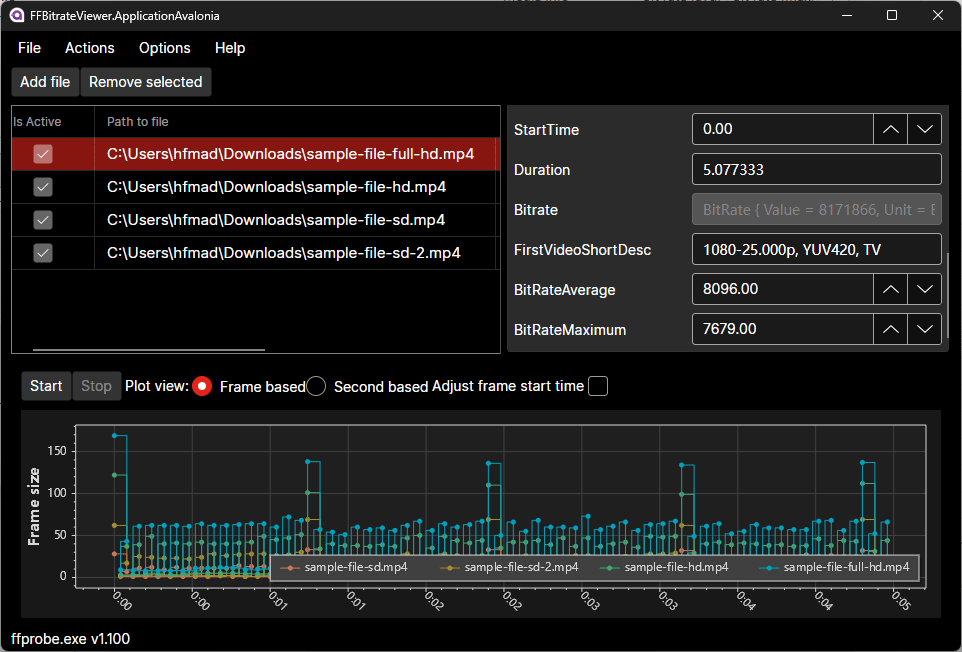 FFBitrateViewer.ApplicationAvalonia
File Actions Options Help
Add file Remove selected
Is Active Path to file
C:\Users\hfmad\Downloads\sample-file-full-hd.mp4
C:\Users\hfmad\Downloads\sample-file-hd.mp4
C:\Users\hfmad\Downloads\sample-file-sd.mp4
C:\Users\hfmad\Downloads\sample-file-sd-2.mp4
StartTime 0.00
Duration 5.077333
Bitrate BitRate { Value = 8171866, Unit =
FirstVideoShortDesc 1080-25.000p, YUV420, TV
BitRateAverage 8096.00
BitRateMaximum 7679.00
Start Stop Plot view: Frame based Second based Adjust frame start time
Frame size
150
100
50
0
sample-file-sd.mp4 sample-file-sd-2.mp4 sample-file-hd.mp4 sample-file-full-hd.mp4
0:00 0:00 0:01 0:01 0:02 0:02 0:03 0:03 0:04 0:04 0:05
ffprobe.exe v1.100